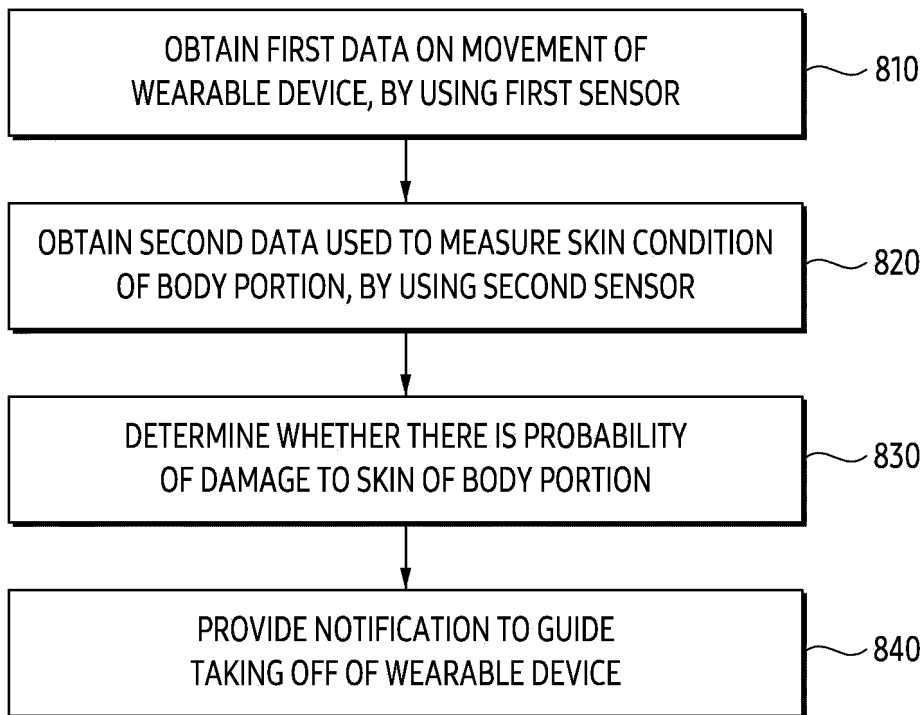 OBTAIN FIRST DATA ON MOVEMENT OF
WEARABLE DEVICE, BY USING FIRST SENSOR
810
OBTAIN SECOND DATA USED TO MEASURE SKIN CONDITION
OF BODY PORTION, BY USING SECOND SENSOR
820
DETERMINE WHETHER THERE IS PROBABILITY
OF DAMAGE TO SKIN OF BODY PORTION
830
PROVIDE NOTIFICATION TO GUIDE
TAKING OFF OF WEARABLE DEVICE
840